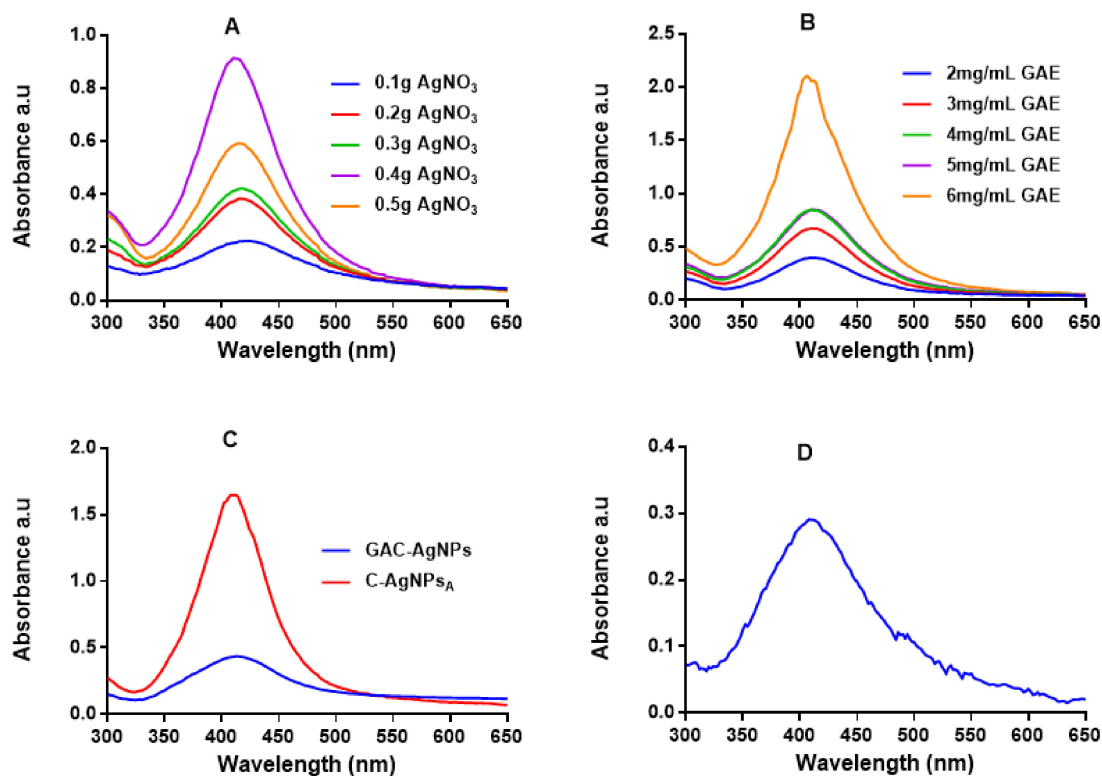 A
Absorbance a.u
1.0
0.8
0.6
0.4
0.2
0.0
300 350 400 450 500 550 600 650
Wavelength (nm)
0.1g AgNO₃
0.2g AgNO₃
0.3g AgNO₃
0.4g AgNO₃
0.5g AgNO₃
B
Absorbance a.u
2.5
2.0
1.5
1.0
0.5
0.0
300 350 400 450 500 550 600 650
Wavelength (nm)
2mg/mL GAE
3mg/mL GAE
4mg/mL GAE
5mg/mL GAE
6mg/mL GAE
C
Absorbance a.u
2.0
1.5
1.0
0.5
0.0
300 350 400 450 500 550 600 650
Wavelength (nm)
GAC-AgNPs
C-AgNPsA
D
Absorbance a.u
0.4
0.3
0.2
0.1
0.0
300 350 400 450 500 550 600 650
Wavelength (nm)